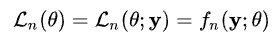 ℒₙ(θ) = ℒₙ(θ; 𝐲) = fₙ(𝐲; θ)